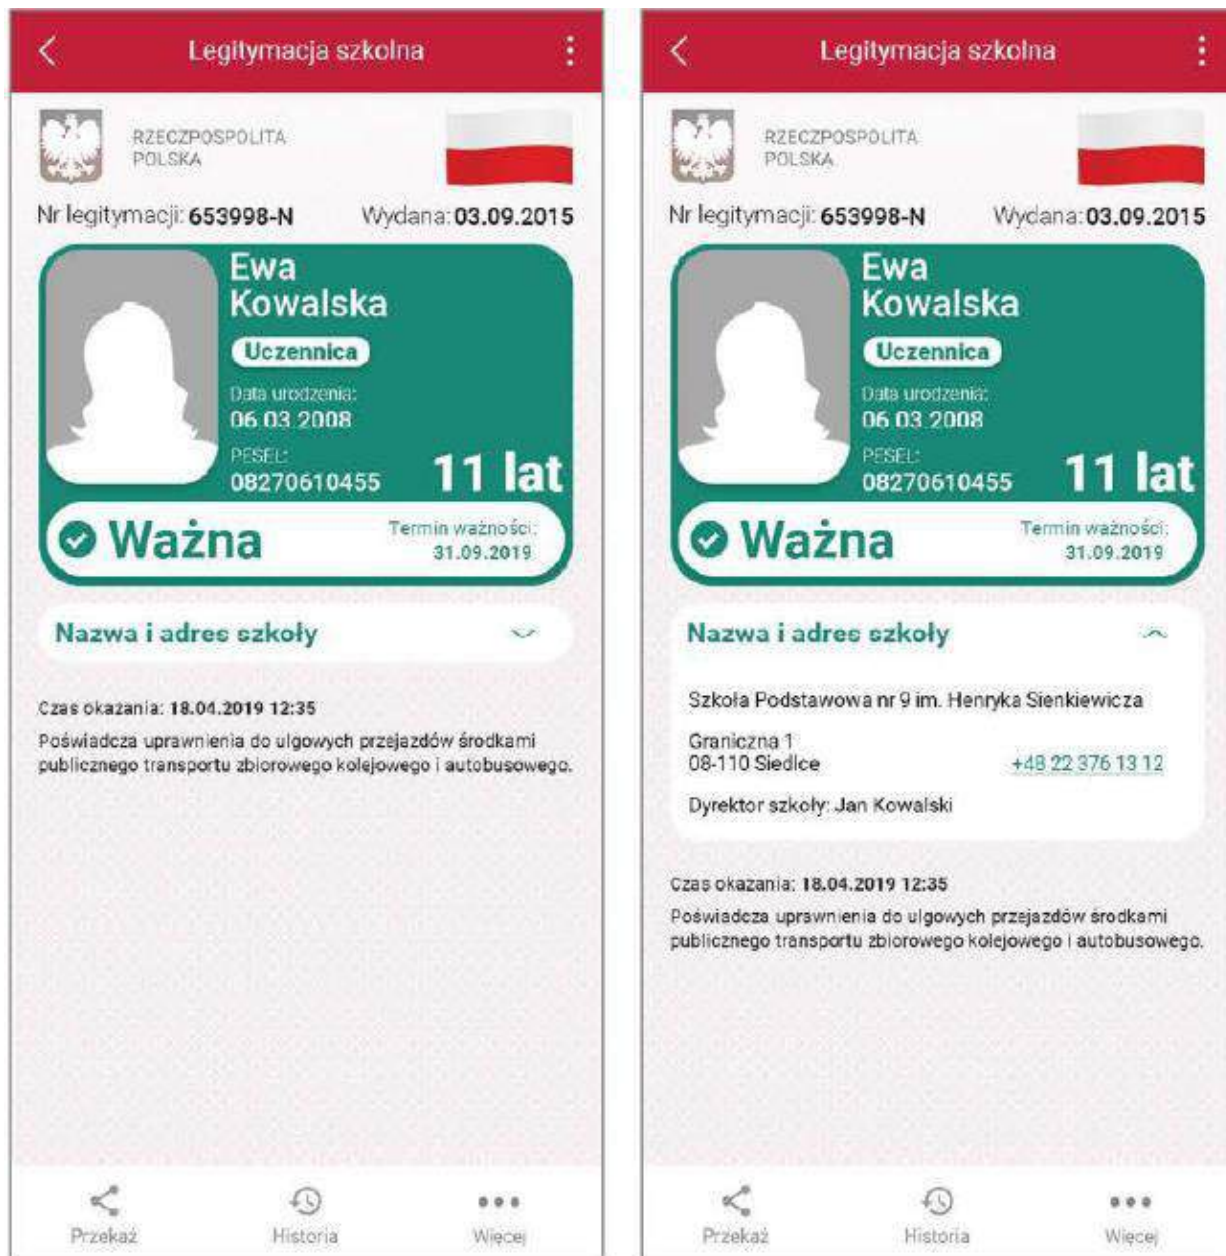 Legitymacja szkolna
RZECZPOSPOLITA
POLSKA
Nr legitymacji: 653998-N Wydana: 03.09.2015
Ewa
Kowalska
Uczennica
Data urodzenia:
06.03.2008
PESEL:
08270610455
11 lat
Ważna
Termin ważności:
31.09.2019
Nazwa i adres szkoły
Czas okazania: 18.04.2019 12:35
Poświadcza uprawnienia do ulgowych przejazdów środkami
publicznego transportu zbiorowego kolejowego i autobusowego.
Przekaż Historia Więcej
Legitymacja szkolna
RZECZPOSPOLITA
POLSKA
Nr legitymacji: 653998-N Wydana: 03.09.2015
Ewa
Kowalska
Uczennica
Data urodzenia:
06.03.2008
PESEL:
08270610455
11 lat
Ważna
Termin ważności:
31.09.2019
Nazwa i adres szkoły
Szkoła Podstawowa nr 9 im. Henryka Sienkiewicza
Graniczna 1
08-110 Siedlce +48 22 376 13 12
Dyrektor szkoły: Jan Kowalski
Czas okazania: 18.04.2019 12:35
Poświadcza uprawnienia do ulgowych przejazdów środkami
publicznego transportu zbiorowego kolejowego i autobusowego.
Przekaż Historia Więcej